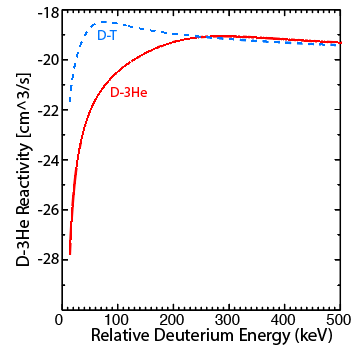 D-3He Reactivity [cm^3/s]
-18
-20
-22
-24
-26
-28
D-T
D-3He
0 100 200 300 400 500
Relative Deuterium Energy (keV)